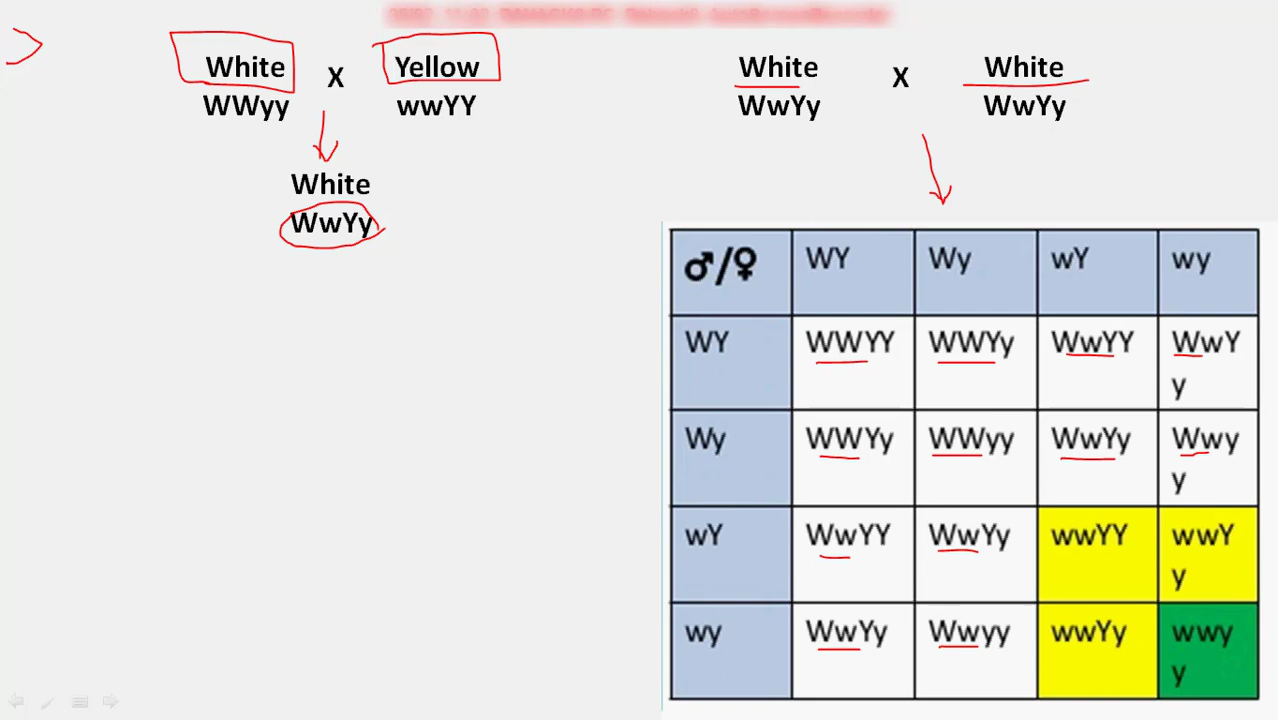 White X Yellow
WWyy wwYY
White
WwYy
White X White
WwYy WwYy
♂/♀ WY Wy wY wy
WY WWYY WWYy WwYY WwY
y
Wy WWYy WWyy WwYy Wwy
y
wY WwYY WwYy wwYY wwY
y
wy WwYy Wwyy wwYy wwy
y